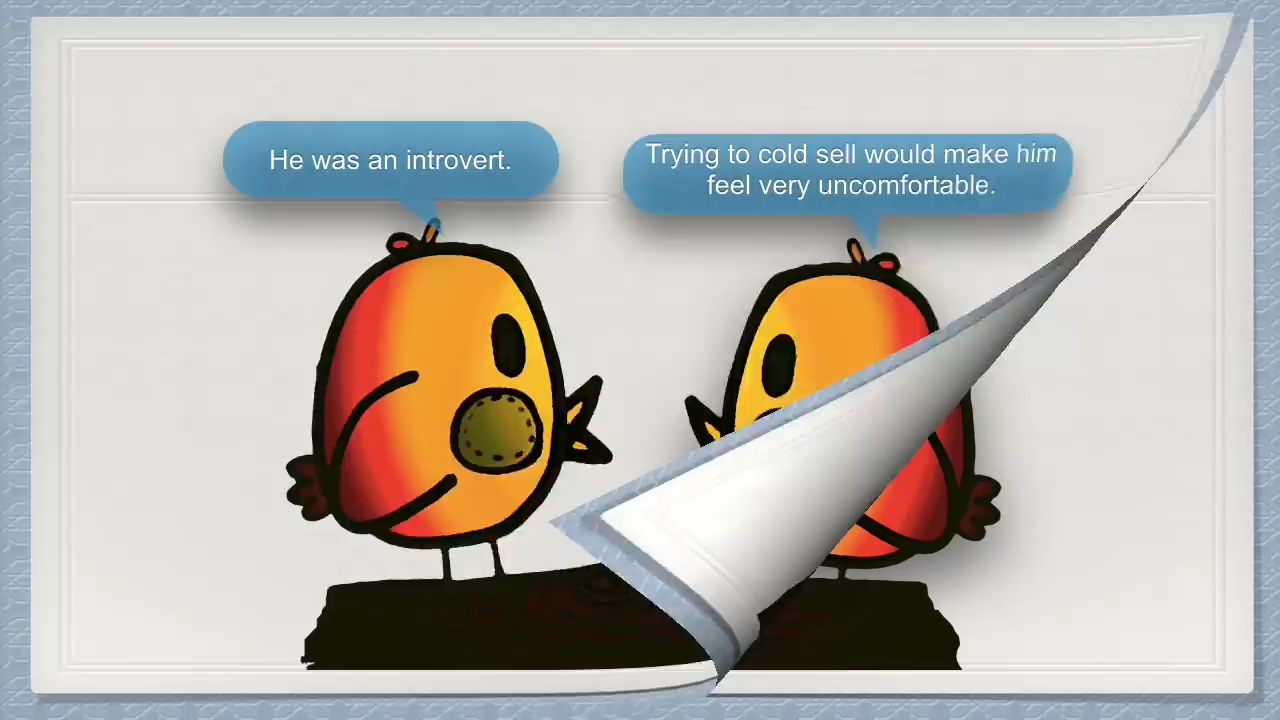 He was an introvert.
Trying to cold sell would make him
feel very uncomfortable.